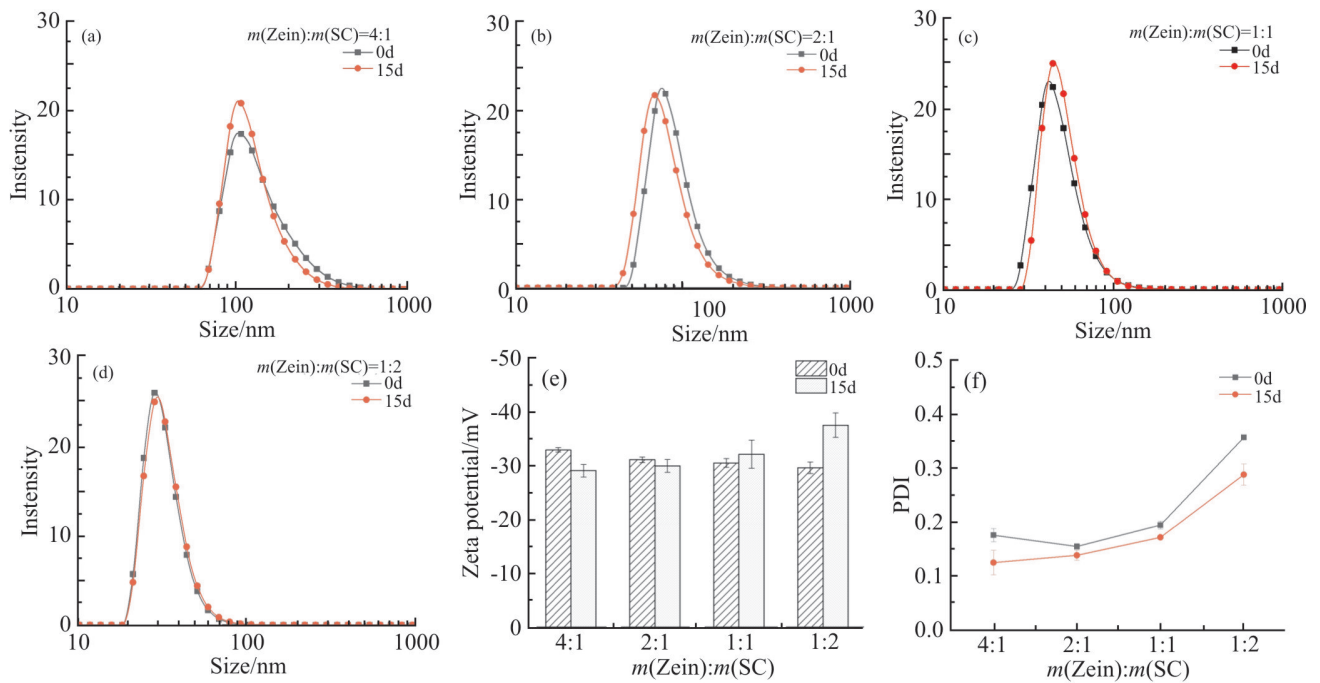 (a)
m(Zein):m(SC)=4:1
0d
15d
30
20
10
0
Instensity
10
100
1000
Size/nm
(b)
m(Zein):m(SC)=2:1
0d
15d
30
20
10
0
Instensity
10
100
1000
Size/nm
(c)
m(Zein):m(SC)=1:1
0d
15d
30
20
10
0
Instensity
10
100
1000
Size/nm
(d)
m(Zein):m(SC)=1:2
0d
15d
30
20
10
0
Instensity
10
100
1000
Size/nm
(e)
0d
15d
-50
-40
-30
-20
-10
0
Zeta potential/mV
4:1
2:1
1:1
1:2
m(Zein):m(SC)
(f)
0d
15d
0.5
0.4
0.3
0.2
0.1
0.0
PDI
4:1
2:1
1:1
1:2
m(Zein):m(SC)